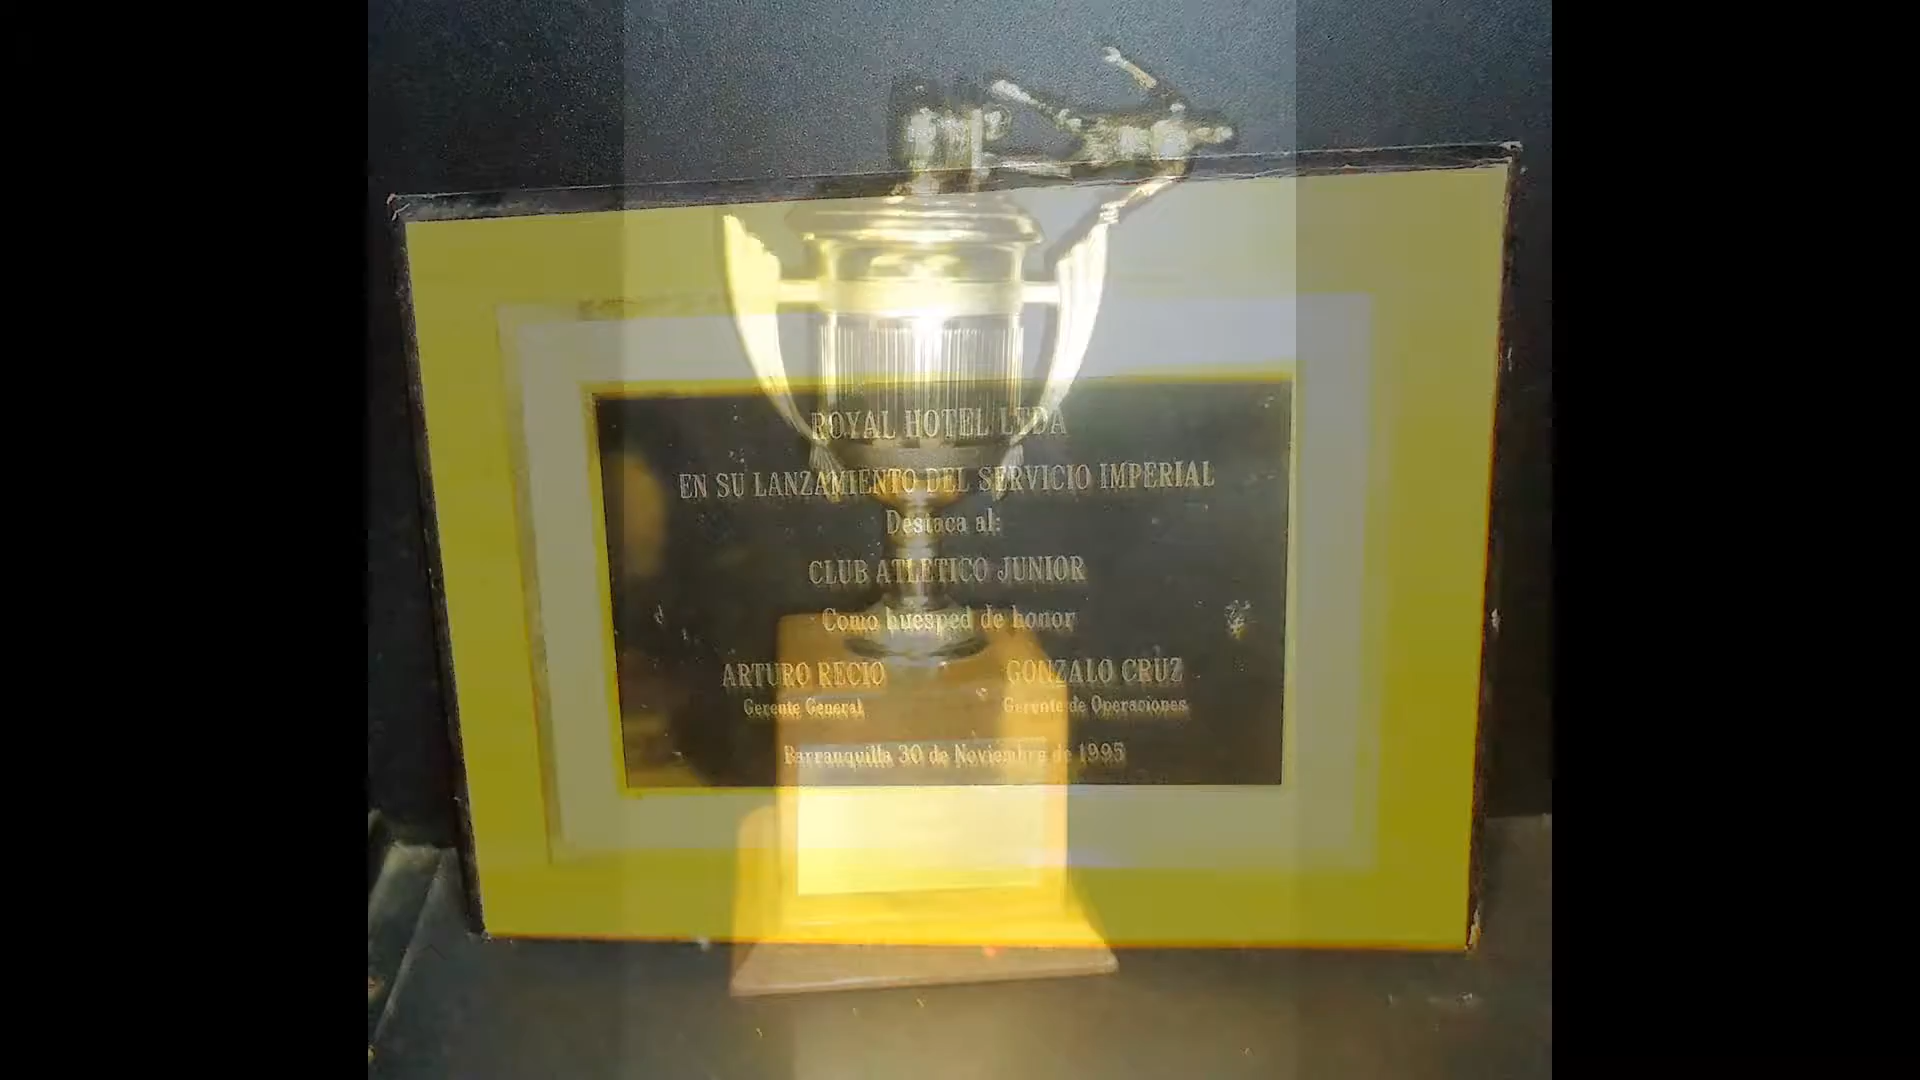 ROYAL HOTEL LTDA
EN SU LANZAMIENTO DEL SERVICIO IMPERIAL
Destaca al:
CLUB ATLETICO JUNIOR
Como huesped de honor
ARTURO RECIO GONZALO CRUZ
Gerente General Gerente de Operaciones
Barranquilla 30 de Noviembre de 1995